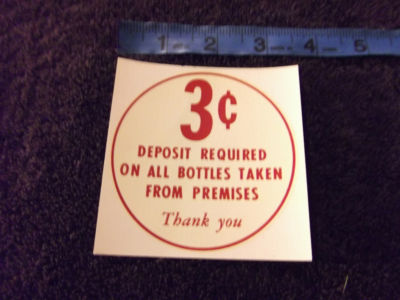 1 2 3 4 5
3¢
DEPOSIT REQUIRED
ON ALL BOTTLES TAKEN
FROM PREMISES
Thank you